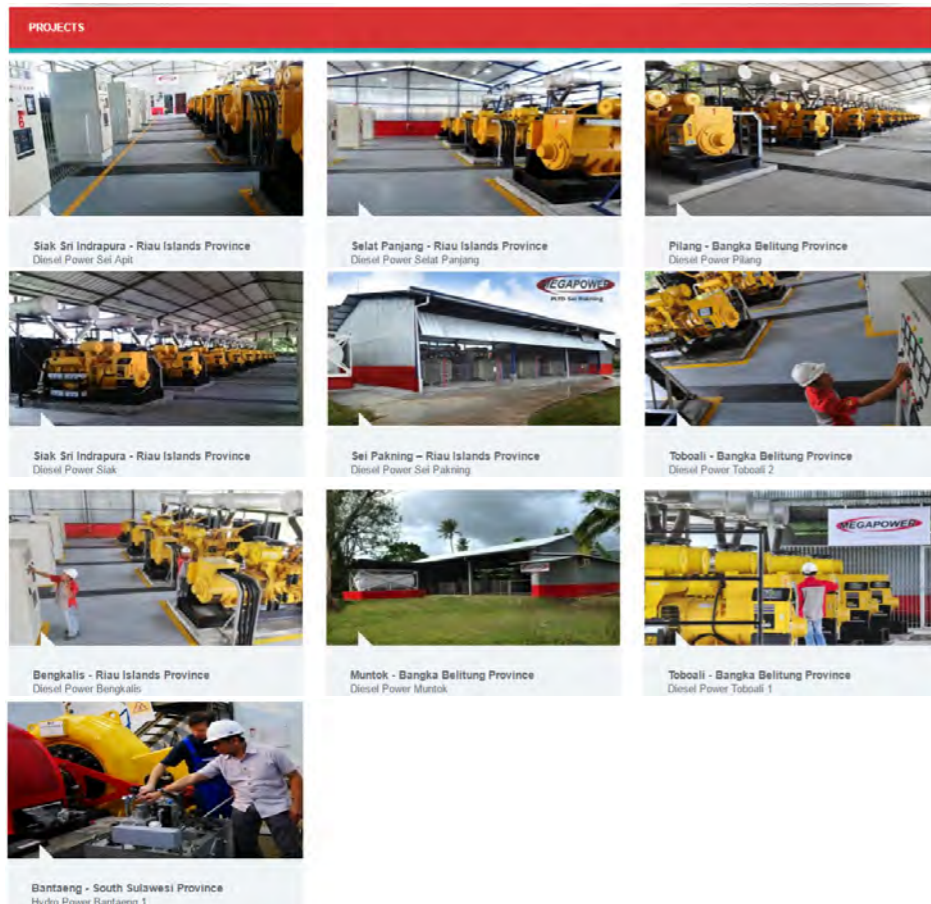 PROJECTS
MEGAPOWER
Siak Sri Indrapura - Riau Islands Province
Diesel Power Sei Apit
Selat Panjang - Riau Islands Province
Diesel Power Selat Panjang
Pilang - Bangka Belitung Province
Diesel Power Pilang
MEGAPOWER
PLTD Sei Pakning
Siak Sri Indrapura - Riau Islands Province
Diesel Power Siak
Sei Pakning – Riau Islands Province
Diesel Power Sei Pakning
Toboali - Bangka Belitung Province
Diesel Power Toboali 2
MEGAPOWER
Bengkalis - Riau Islands Province
Diesel Power Bengkalis
Muntok - Bangka Belitung Province
Diesel Power Muntok
Toboali - Bangka Belitung Province
Diesel Power Toboali 1
Bantaeng - South Sulawesi Province
Hydro Power Bantaeng 1